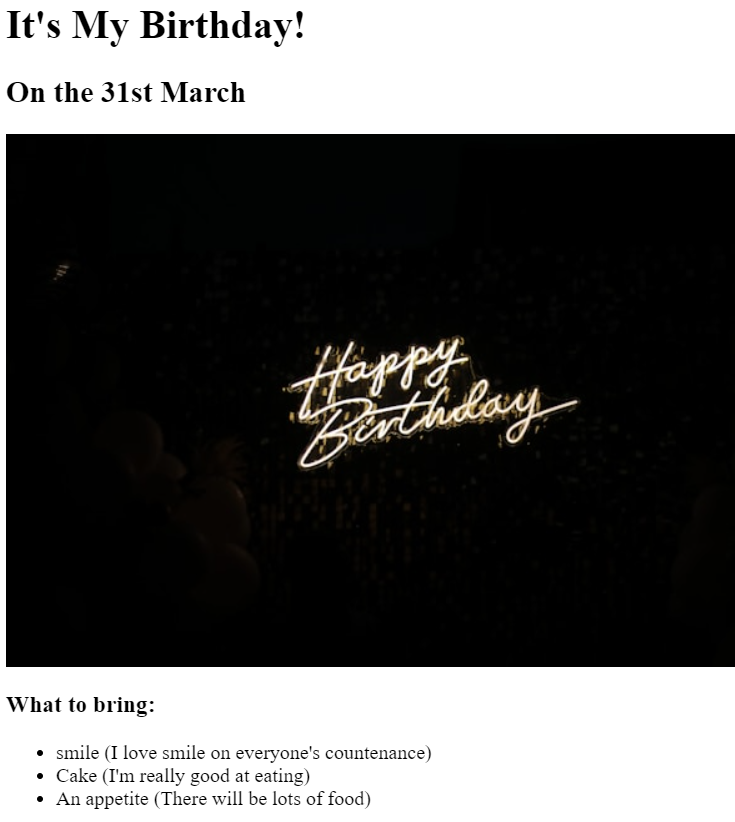 It's My Birthday!
On the 31st March
Happy
Birthday
What to bring:
smile (I love smile on everyone's countenance)
Cake (I'm really good at eating)
An appetite (There will be lots of food)